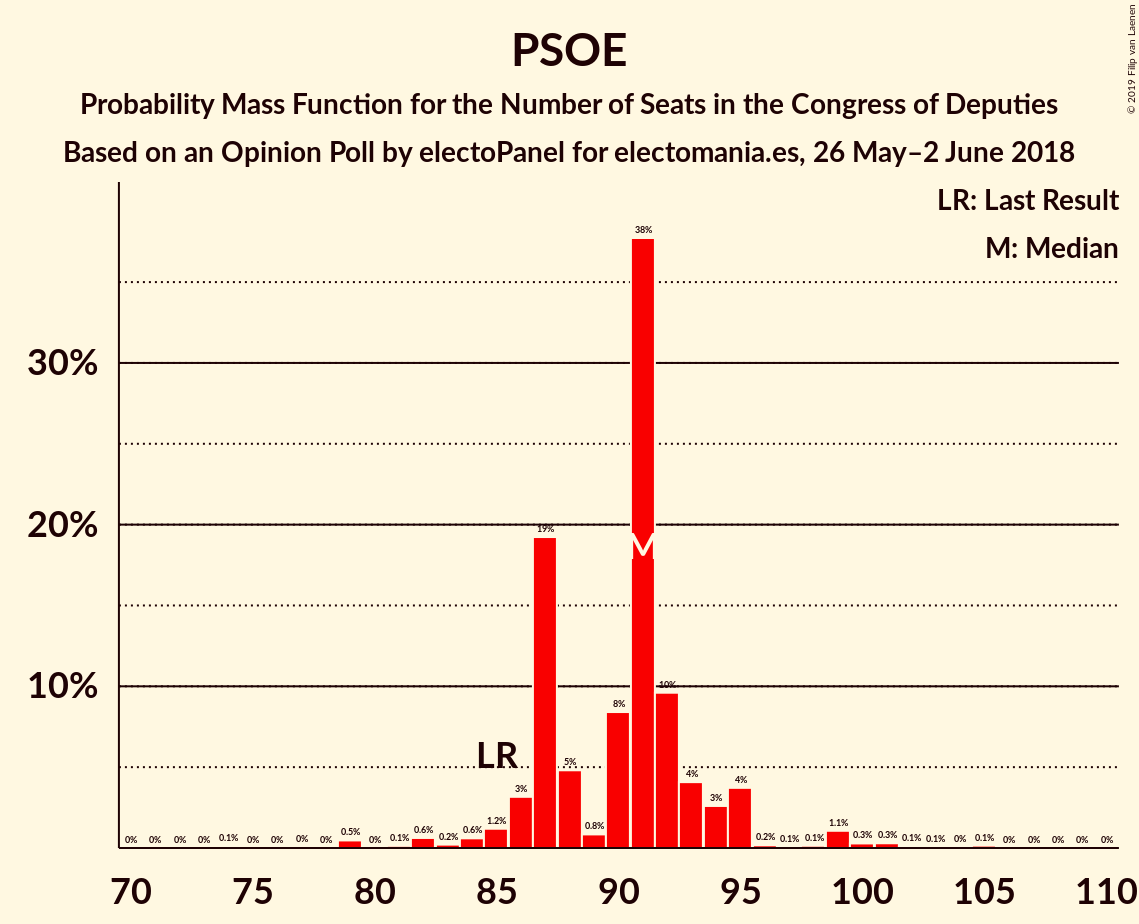 © 2019 Filip van Laenen
PSOE
Probability Mass Function for the Number of Seats in the Congress of Deputies
Based on an Opinion Poll by electoPanel for electomania.es, 26 May–2 June 2018
LR: Last Result
M: Median
38%
30%
20%
19%
M
10%
10%
8%
LR
5%
4%
4%
3%
3%
0% 0% 0% 0% 0.1% 0% 0% 0% 0% 0.5% 0% 0.1% 0.6% 0.2% 0.6% 1.2% 0.8% 0.2% 0.1% 0.1% 1.1% 0.3% 0.3% 0.1% 0.1% 0% 0.1% 0% 0% 0% 0% 0%
70 75 80 85 90 95 100 105 110